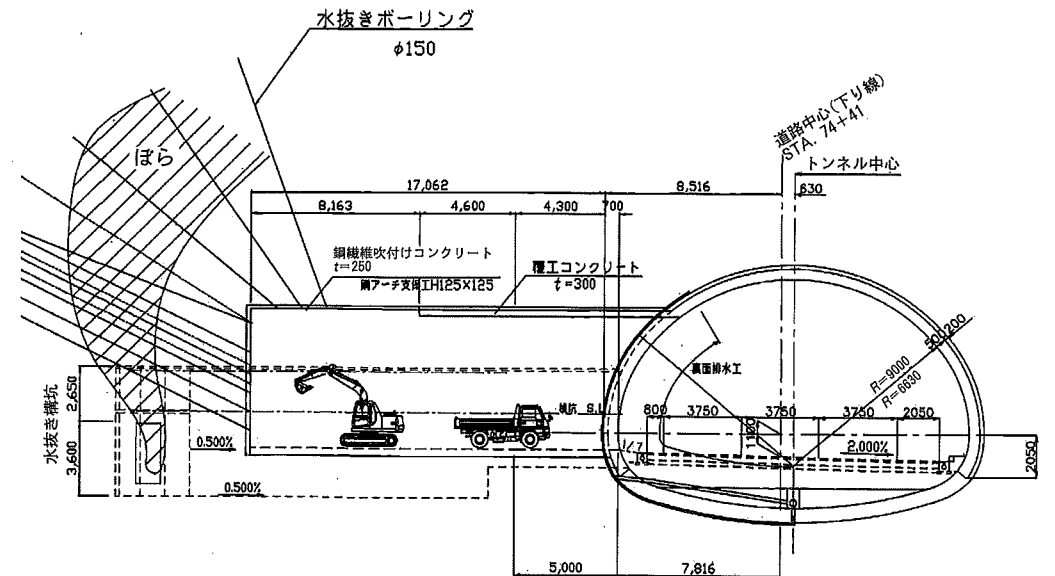 水抜きボーリング
φ150
ぼら
道路中心(下り線)
STA. 74+41
トンネル中心
630
17,062
8,516
8,163
4,600
4,300
700
鋼繊維吹付けコンクリート
t=250
鋼アーチ支保工H125×125
覆工コンクリート
t=300
裏面排水工
500
200
R=9000
R=6630
水抜き横坑
2,650
3,600
S.L
800
3750
3750
3750
2050
1100
0.500%
2,000%
2050
0.500%
5,000
7,816